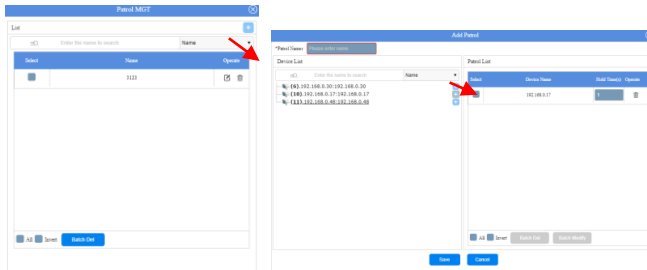 Patrol MGT
List
Enter the name to search
Name
Select
Name
Operate
3123
All
Invert
Batch Del
Add Patrol
*Patrol Name:
Please enter name
Device List
Enter the name to search
Name
(6).192.168.0.30:192.168.0.30
(10).192.168.0.17:192.168.0.17
(11).192.168.0.48:192.168.0.48
Patrol List
Select
Device Name
Hold Time(s)
Operate
192.168.0.17
All
Invert
Batch Del
Batch Modify
Save
Cancel